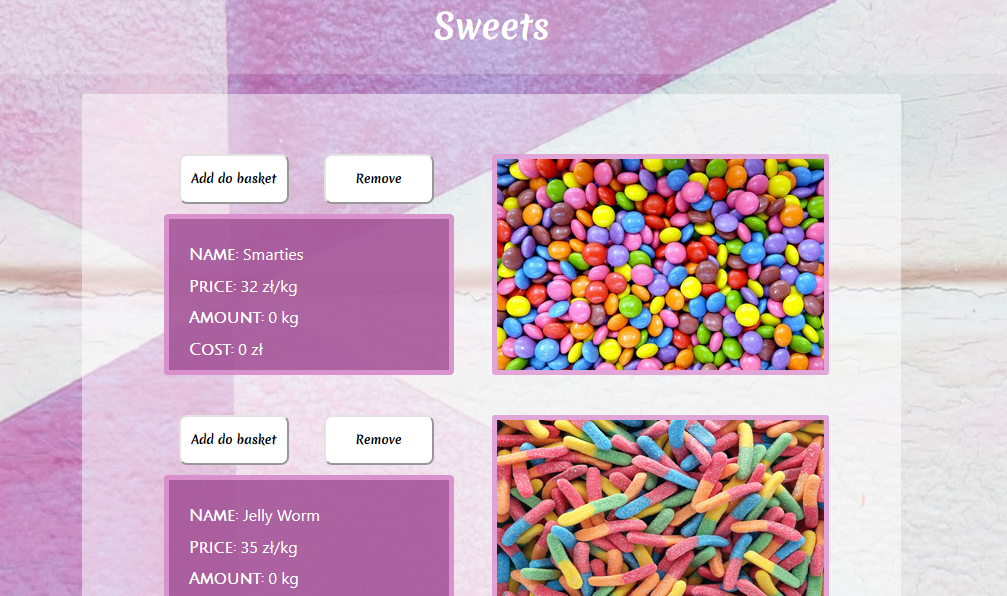 Sweets
Add do basket
Remove
NAME: Smarties
PRICE: 32 zł/kg
AMOUNT: 0 kg
COST: 0 zł
Add do basket
Remove
NAME: Jelly Worm
PRICE: 35 zł/kg
AMOUNT: 0 kg